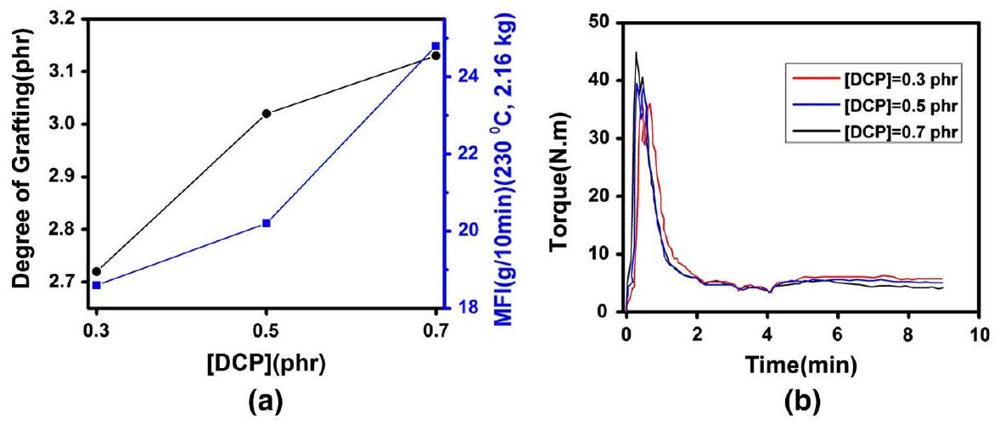 Degree of Grafting(phr)
3.2
3.1
3.0
2.9
2.8
2.7
0.3
0.5
0.7
[DCP](phr)
24
22
20
18
MFI(g/10min)(230 ⁰C, 2.16 kg)
(a)
Torque(N.m)
50
40
30
20
10
0
[DCP]=0.3 phr
[DCP]=0.5 phr
[DCP]=0.7 phr
0
2
4
6
8
10
Time(min)
(b)